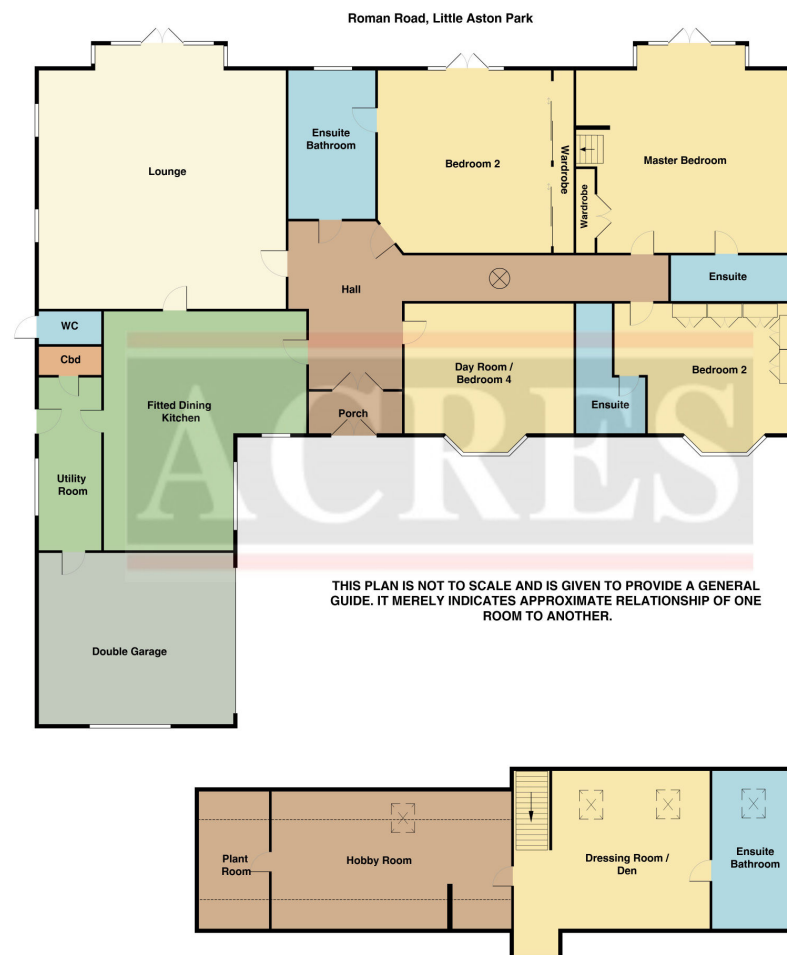 Roman Road, Little Aston Park
Lounge
Ensuite
Bathroom
Bedroom 2
Wardrobe
Wardrobe
Master Bedroom
Ensuite
Hall
WC
Cbd
Fitted Dining
Kitchen
Day Room /
Bedroom 4
Ensuite
Bedroom 2
Porch
Utility
Room
ACRES
THIS PLAN IS NOT TO SCALE AND IS GIVEN TO PROVIDE A GENERAL
GUIDE. IT MERELY INDICATES APPROXIMATE RELATIONSHIP OF ONE
ROOM TO ANOTHER.
Double Garage
Plant
Room
Hobby Room
Dressing Room /
Den
Ensuite
Bathroom